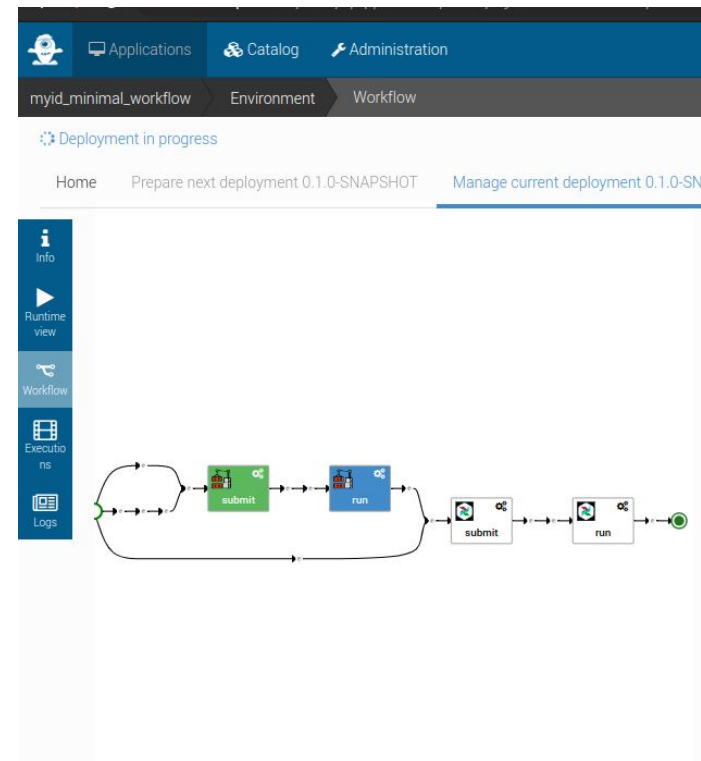 Applications Catalog Administration
myid_minimal_workflow Environment Workflow
Deployment in progress
Home Prepare next deployment 0.1.0-SNAPSHOT Manage current deployment 0.1.0-SN
Info
Runtime
view
Workflow
Executio
ns
Logs
submit run
submit run